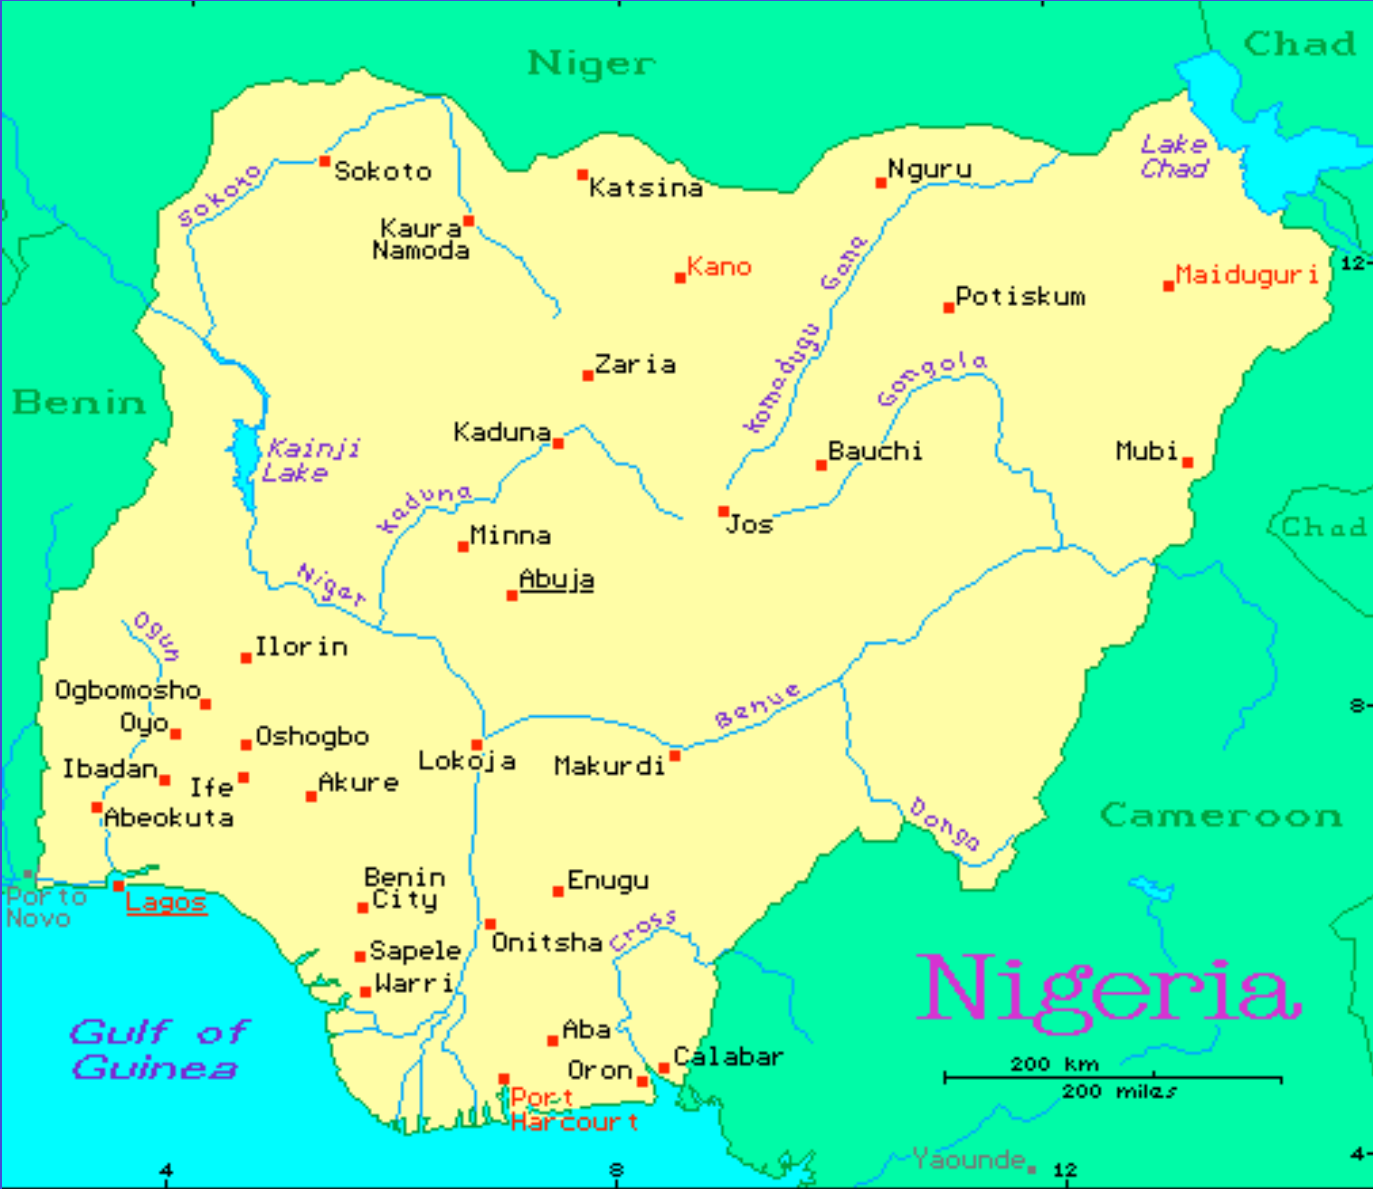 Niger
Chad
Lake
Chad
Sokoto
Sokoto
Katsina
Nguru
Kaura
Namoda
Kano
Komadugu Gana
Maiduguri
12
Potiskum
Zaria
Gongola
Benin
Kainji
Lake
Kaduna
Kaduna
Bauchi
Mubi
Minna
Jos
Chad
Abuja
Niger
Ogun
Ilorin
Ogbomosho
Oyo
Oshogbo
Benue
8
Ibadan
Ife
Akure
Lokoja
Makurdi
Abeokuta
Donga
Cameroon
Porto
Novo
Lagos
Benin
City
Enugu
Cross
Onitsha
Sapele
Warri
Nigeria
Gulf of
Guinea
Aba
Oron
Calabar
200 km
200 miles
Port
Harcourt
Yaounde
4
8
12
4